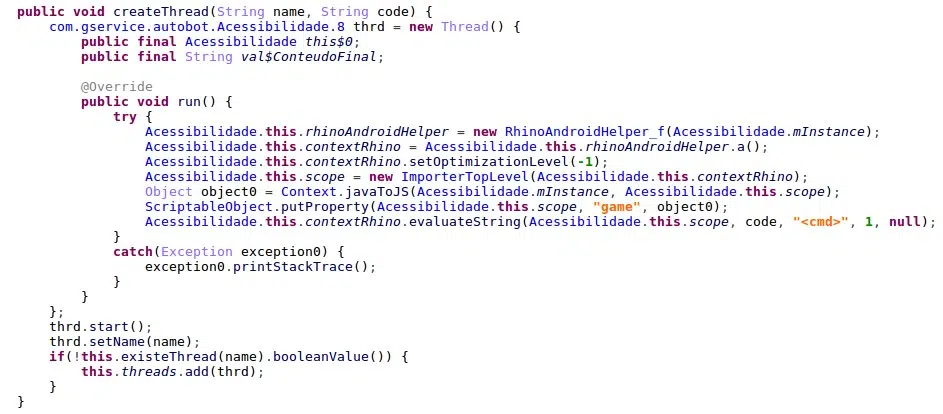 public void createThread(String name, String code) {
    com.gservice.autobot.Acessibilidade.8 thrd = new Thread() {
        public final Acessibilidade this$0;
        public final String val$ConteudoFinal;

        @Override
        public void run() {
            try {
                Acessibilidade.this.rhinoAndroidHelper = new RhinoAndroidHelper_f(Acessibilidade.mInstance);
                Acessibilidade.this.contextRhino = Acessibilidade.this.rhinoAndroidHelper.a();
                Acessibilidade.this.contextRhino.setOptimizationLevel(-1);
                Acessibilidade.this.scope = new ImporterTopLevel(Acessibilidade.this.contextRhino);
                Object object0 = Context.javaToJS(Acessibilidade.mInstance, Acessibilidade.this.scope);
                ScriptableObject.putProperty(Acessibilidade.this.scope, "game", object0);
                Acessibilidade.this.contextRhino.evaluateString(Acessibilidade.this.scope, code, "<cmd>", 1, null);
            }
            catch(Exception exception0) {
                exception0.printStackTrace();
            }
        }
    };
    thrd.start();
    thrd.setName(name);
    if(!this.existeThread(name).booleanValue()) {
        this.threads.add(thrd);
    }
}